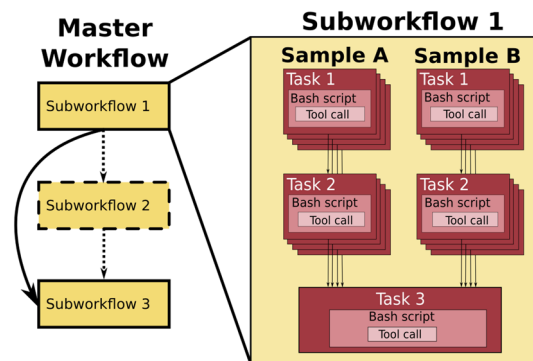 Master
Workflow
Subworkflow 1
Subworkflow 2
Subworkflow 3
Subworkflow 1
Sample A
Sample B
Task 1
Bash script
Tool call
Task 1
Bash script
Tool call
Task 2
Bash script
Tool call
Task 2
Bash script
Tool call
Task 3
Bash script
Tool call